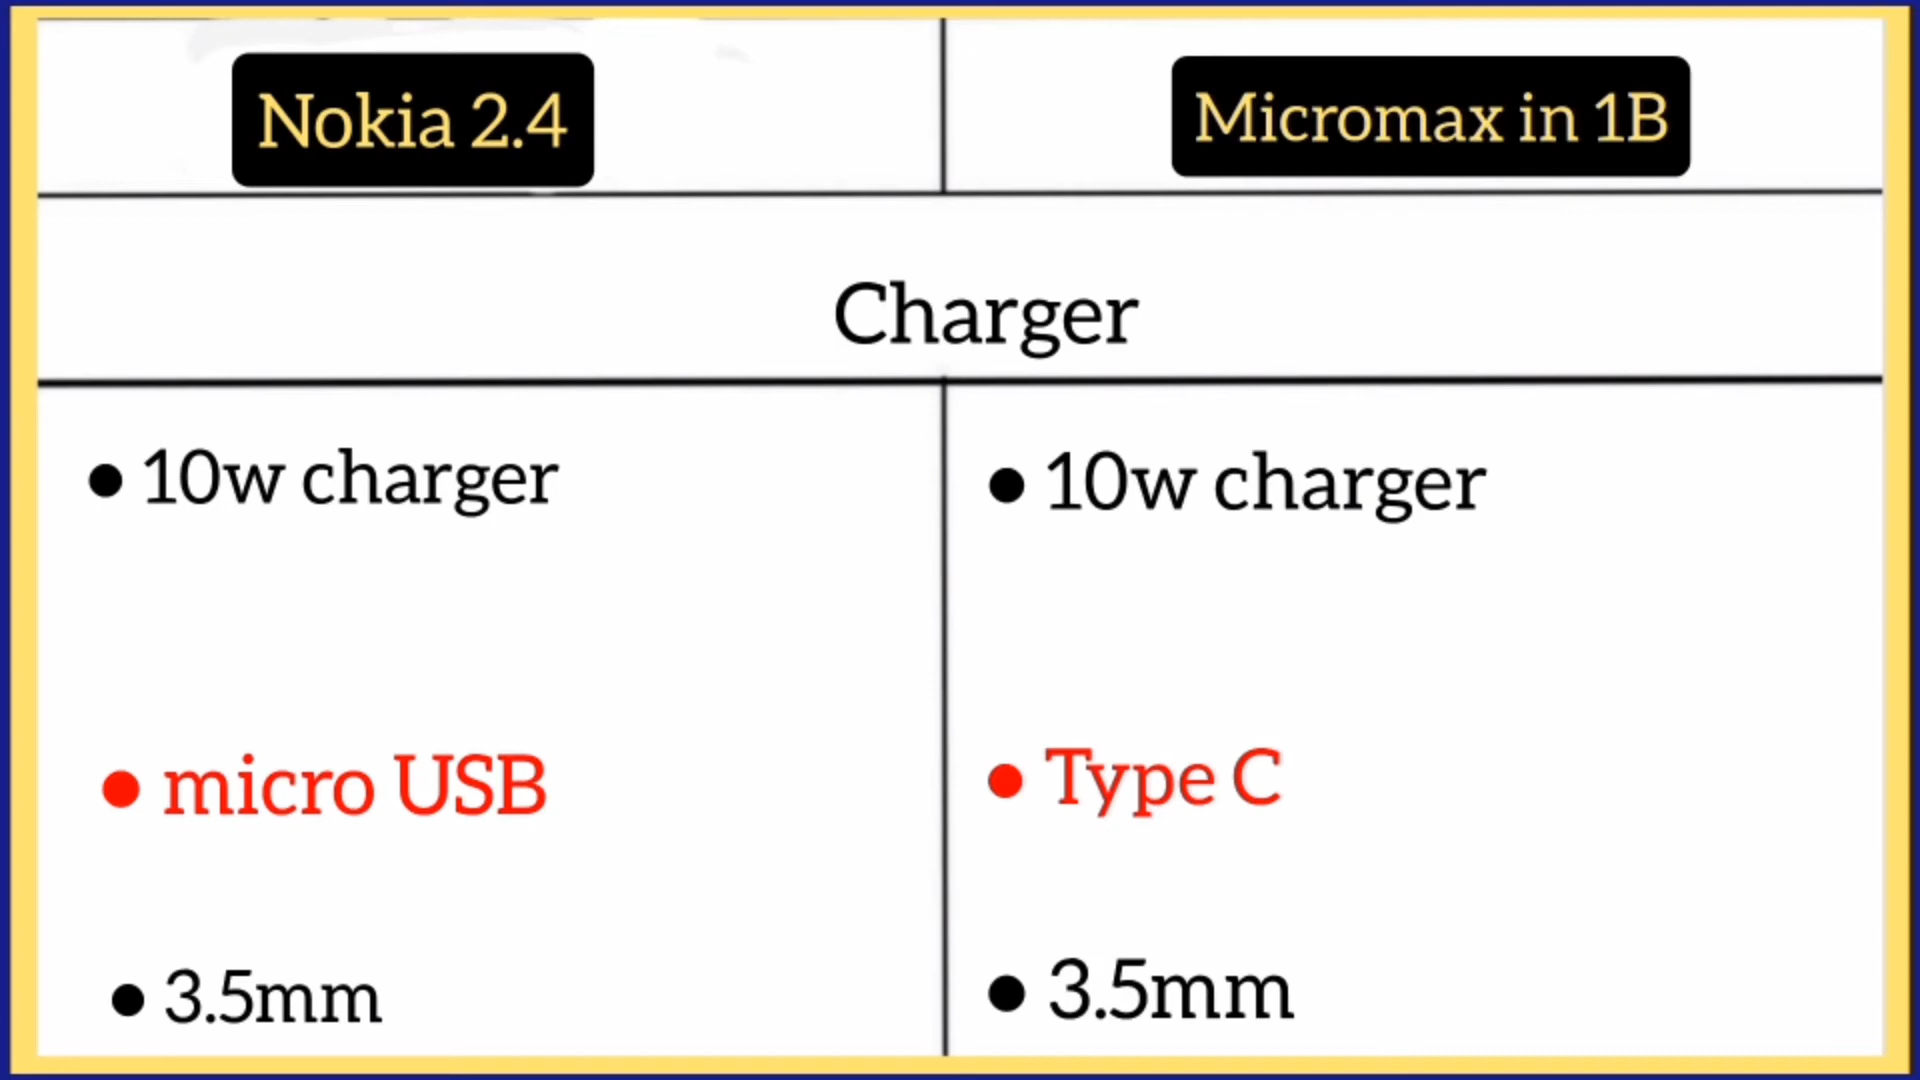 Nokia 2.4
Micromax in 1B
Charger
• 10w charger
• 10w charger
• micro USB
• Type C
• 3.5mm
• 3.5mm